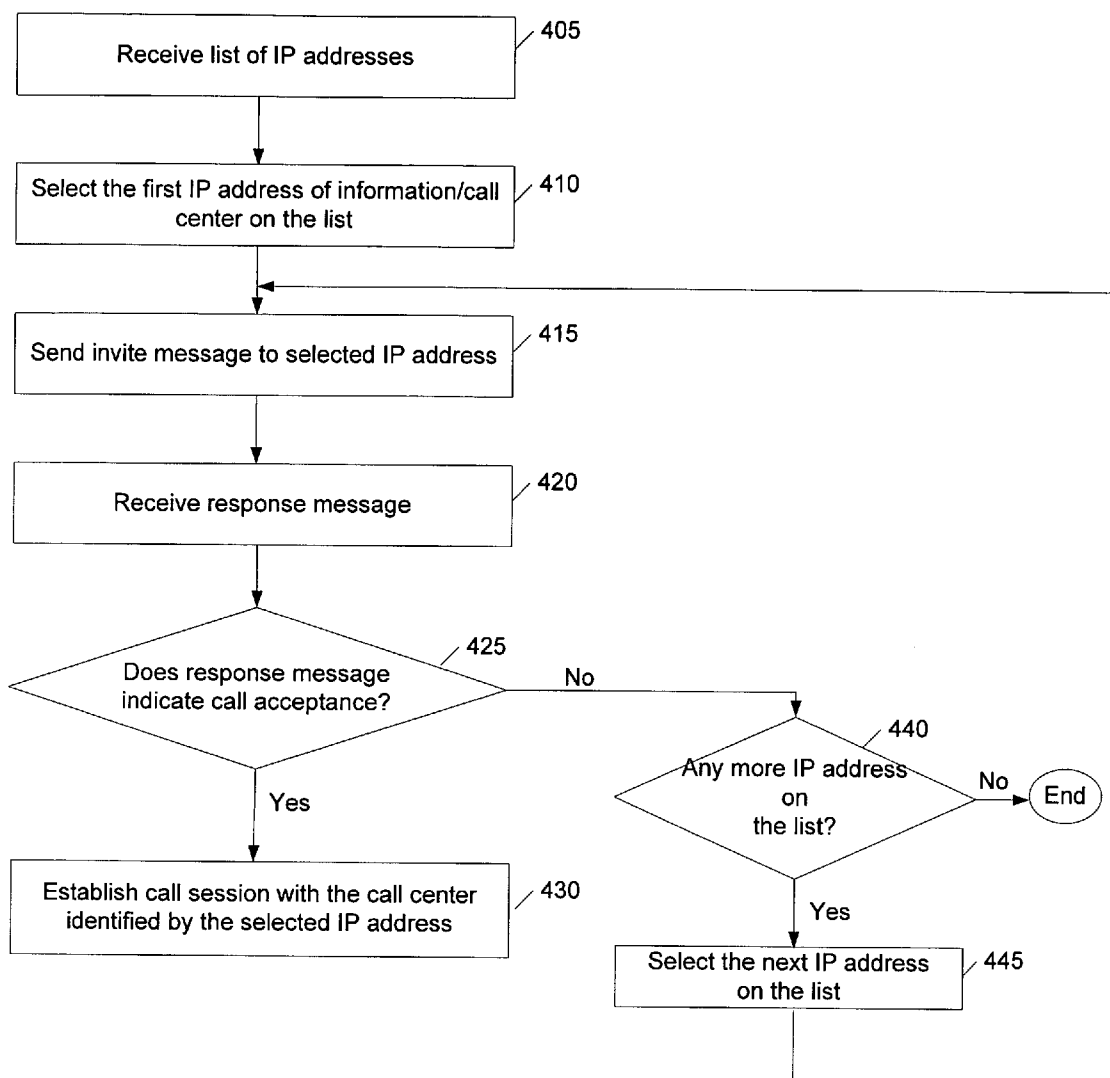 Receive list of IP addresses
405
Select the first IP address of information/call
center on the list
410
Send invite message to selected IP address
415
Receive response message
420
Does response message
indicate call acceptance?
425
No
Yes
Any more IP address
on
the list?
440
No
End
Yes
Establish call session with the call center
identified by the selected IP address
430
Select the next IP address
on the list
445